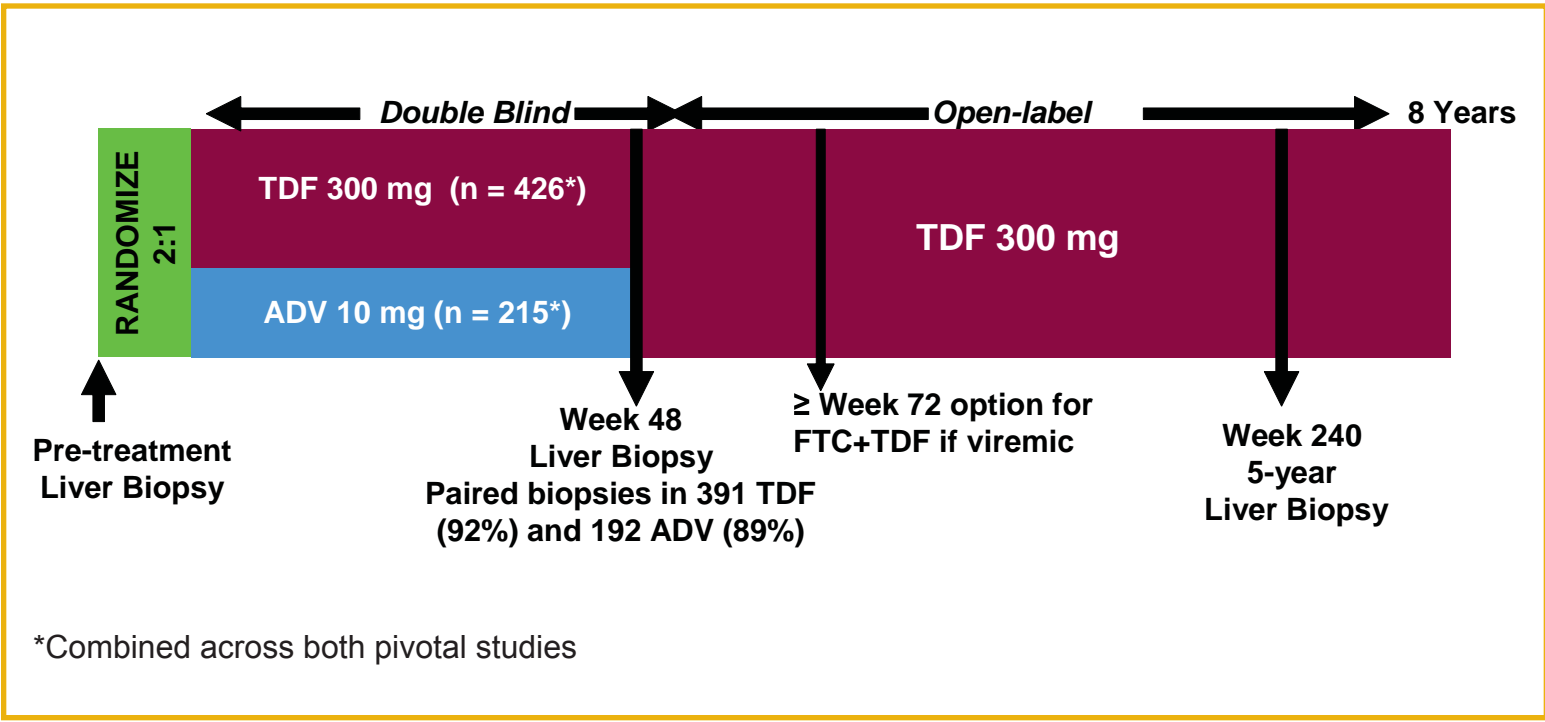 Double Blind
Open-label
8 Years
RANDOMIZE
2:1
TDF 300 mg (n = 426*)
TDF 300 mg
ADV 10 mg (n = 215*)
Pre-treatment
Liver Biopsy
Week 48
Liver Biopsy
Paired biopsies in 391 TDF
(92%) and 192 ADV (89%)
≥ Week 72 option for
FTC+TDF if viremic
Week 240
5-year
Liver Biopsy
*Combined across both pivotal studies